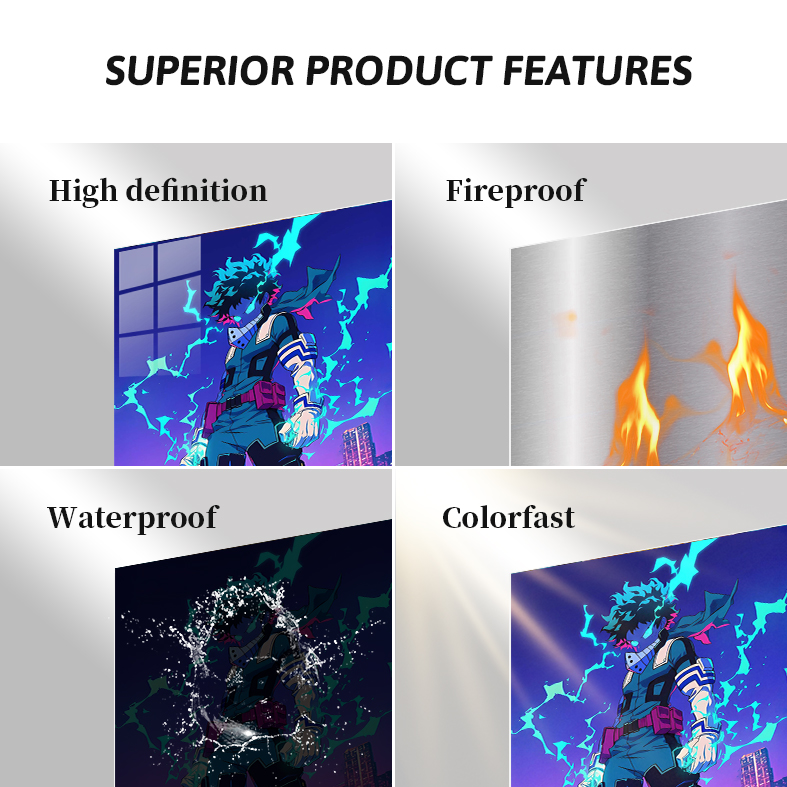 SUPERIOR PRODUCT FEATURES
High definition
Fireproof
Waterproof
Colorfast